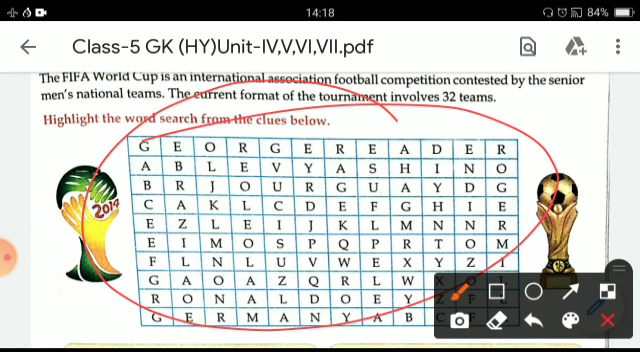 14:18
84%
Class-5 GK (HY)Unit-IV,V,VI,VII.pdf
The FIFA World Cup is an international association football competition contested by the senior
men's national teams. The current format of the tournament involves 32 teams.
Highlight the word search from the clues below.
G E O R G E R E A D E R
A B L E V Y A S H I N O
B R J O U R G U A Y D G
C A K L C D E F G H I E
E Z L E I J K L M N N R
E I M O S P Q P R T O M
F L N L U V W E X Y Z I
G A O A Z Q R L W X O
R O N A L D O E Y Z F L
G E R M A N Y A B C
2014